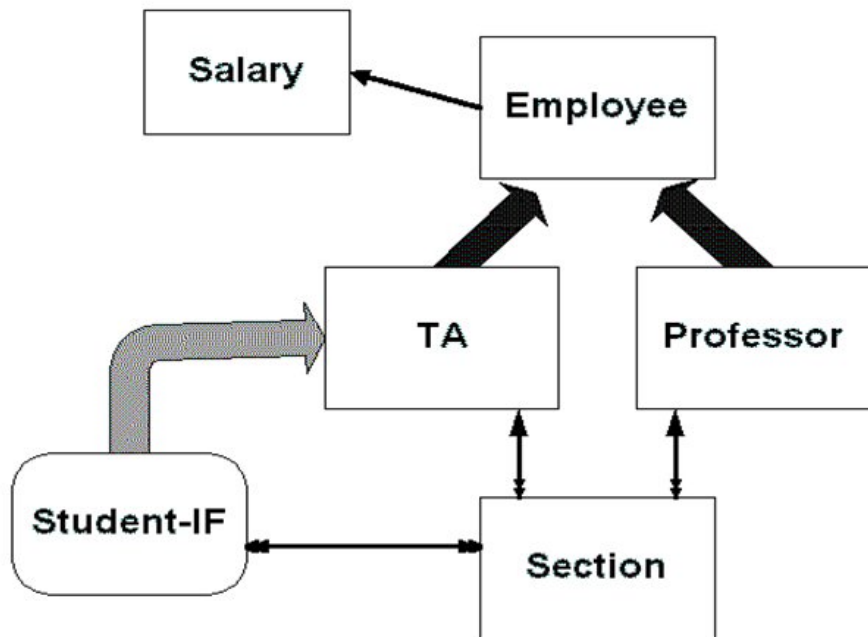 Salary
Employee
TA
Professor
Student-IF
Section